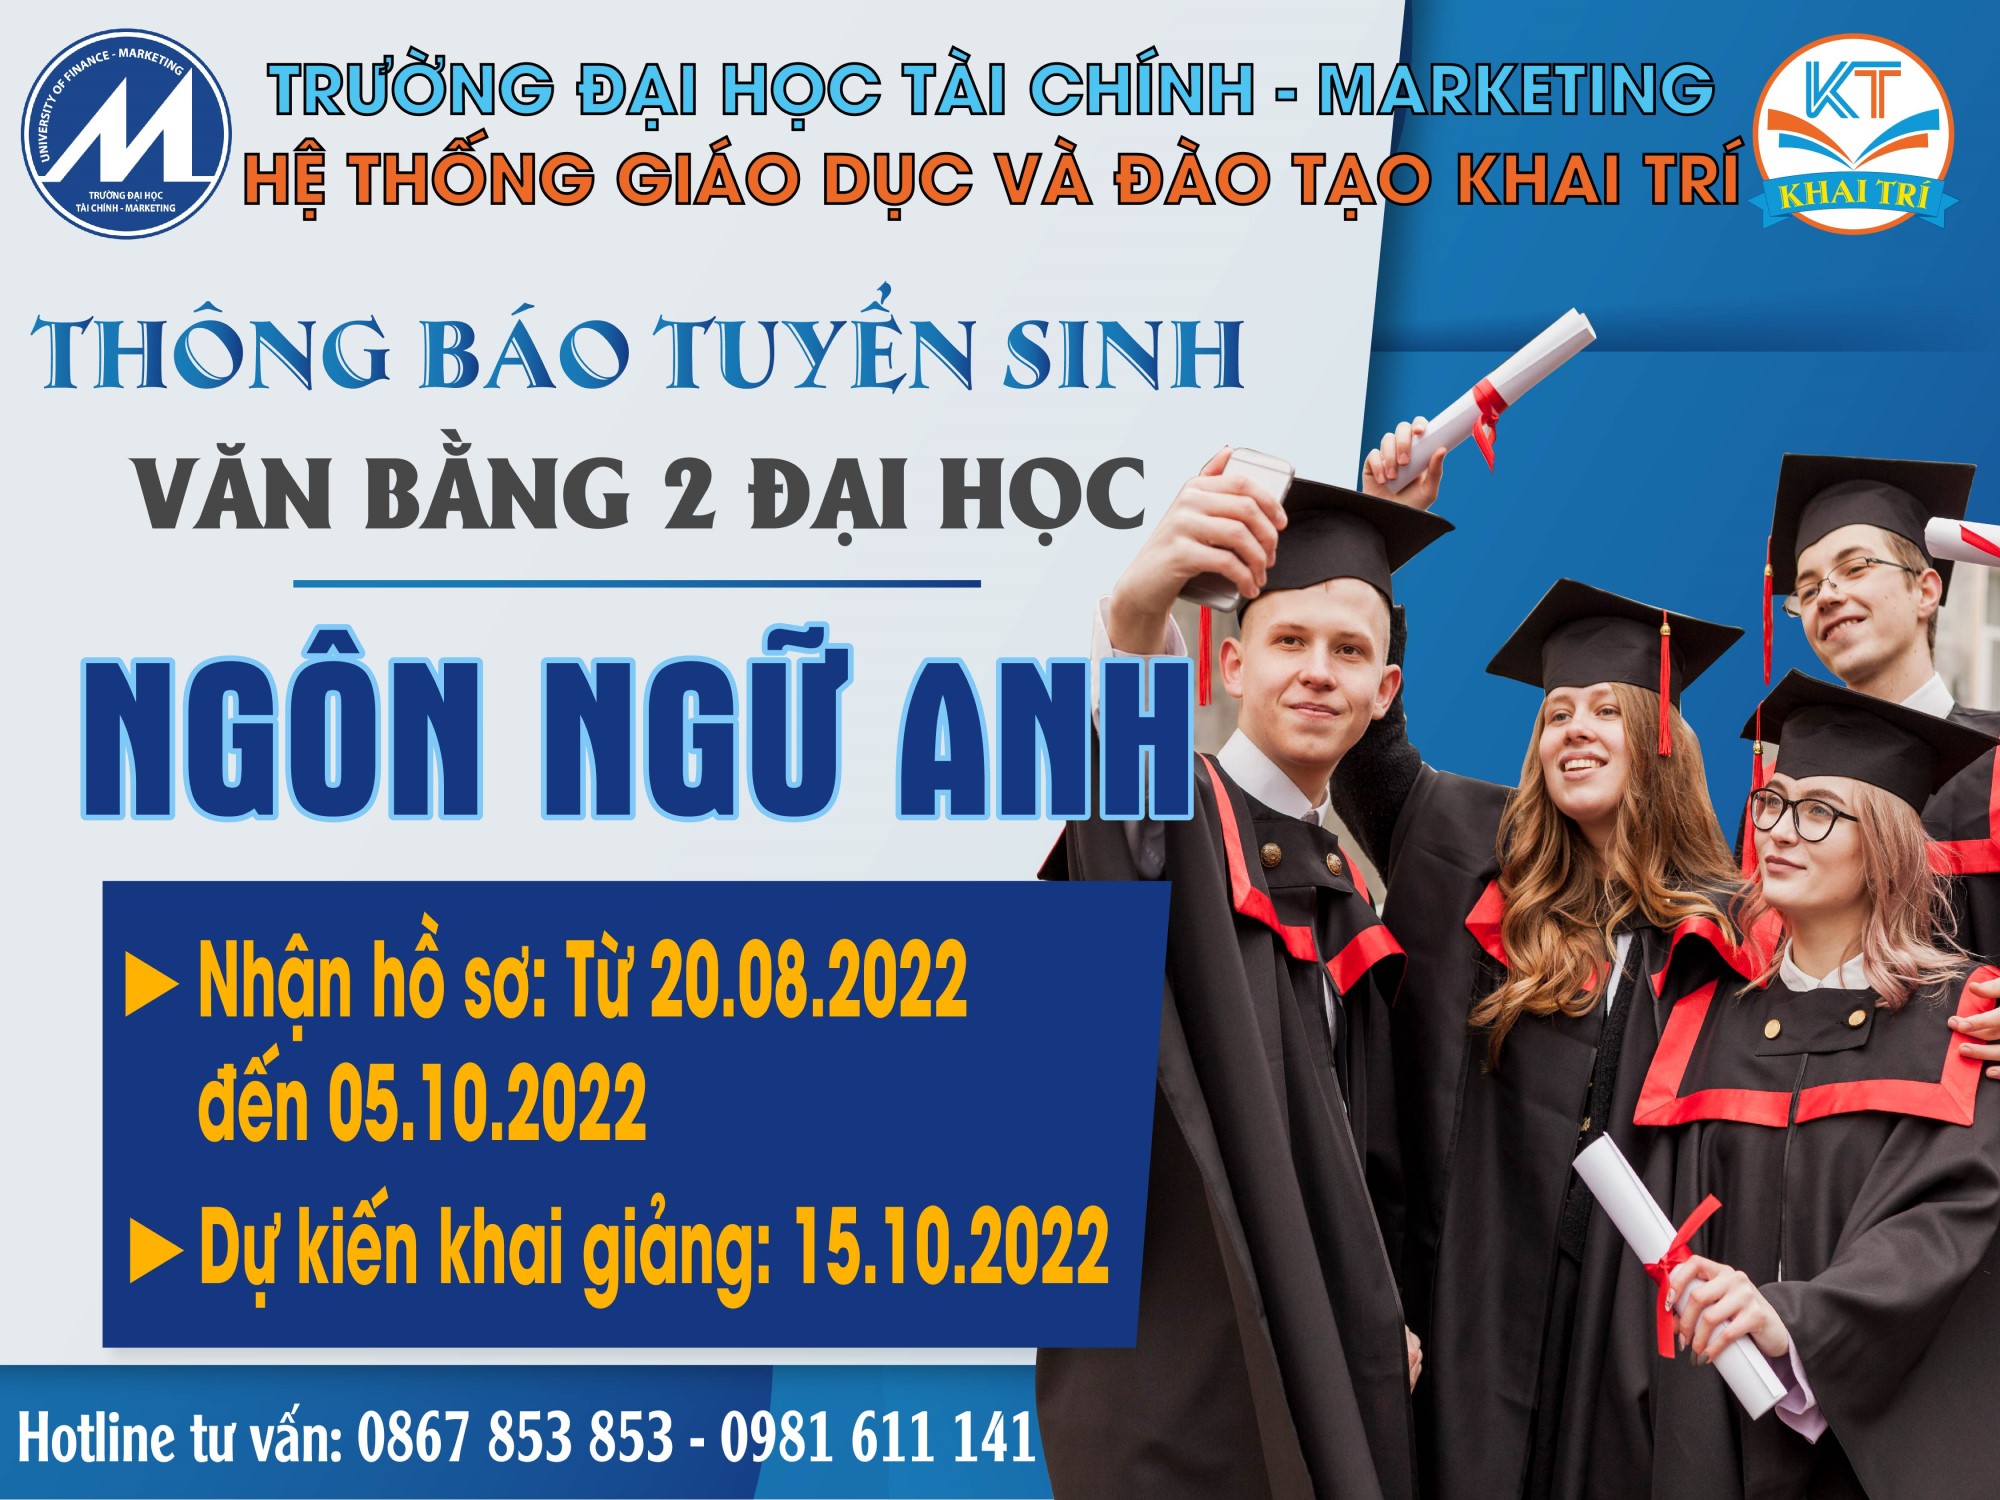 UNIVERSITY OF FINANCE - MARKETING
TRƯỜNG ĐẠI HỌC
TÀI CHÍNH - MARKETING
TRƯỜNG ĐẠI HỌC TÀI CHÍNH - MARKETING
HỆ THỐNG GIÁO DỤC VÀ ĐÀO TẠO KHAI TRÍ
KT
KHAI TRÍ
THÔNG BÁO TUYỂN SINH
VĂN BẰNG 2 ĐẠI HỌC
NGÔN NGỮ ANH
Nhận hồ sơ: Từ 20.08.2022
đến 05.10.2022
Dự kiến khai giảng: 15.10.2022
Hotline tư vấn: 0867 853 853 - 0981 611 141